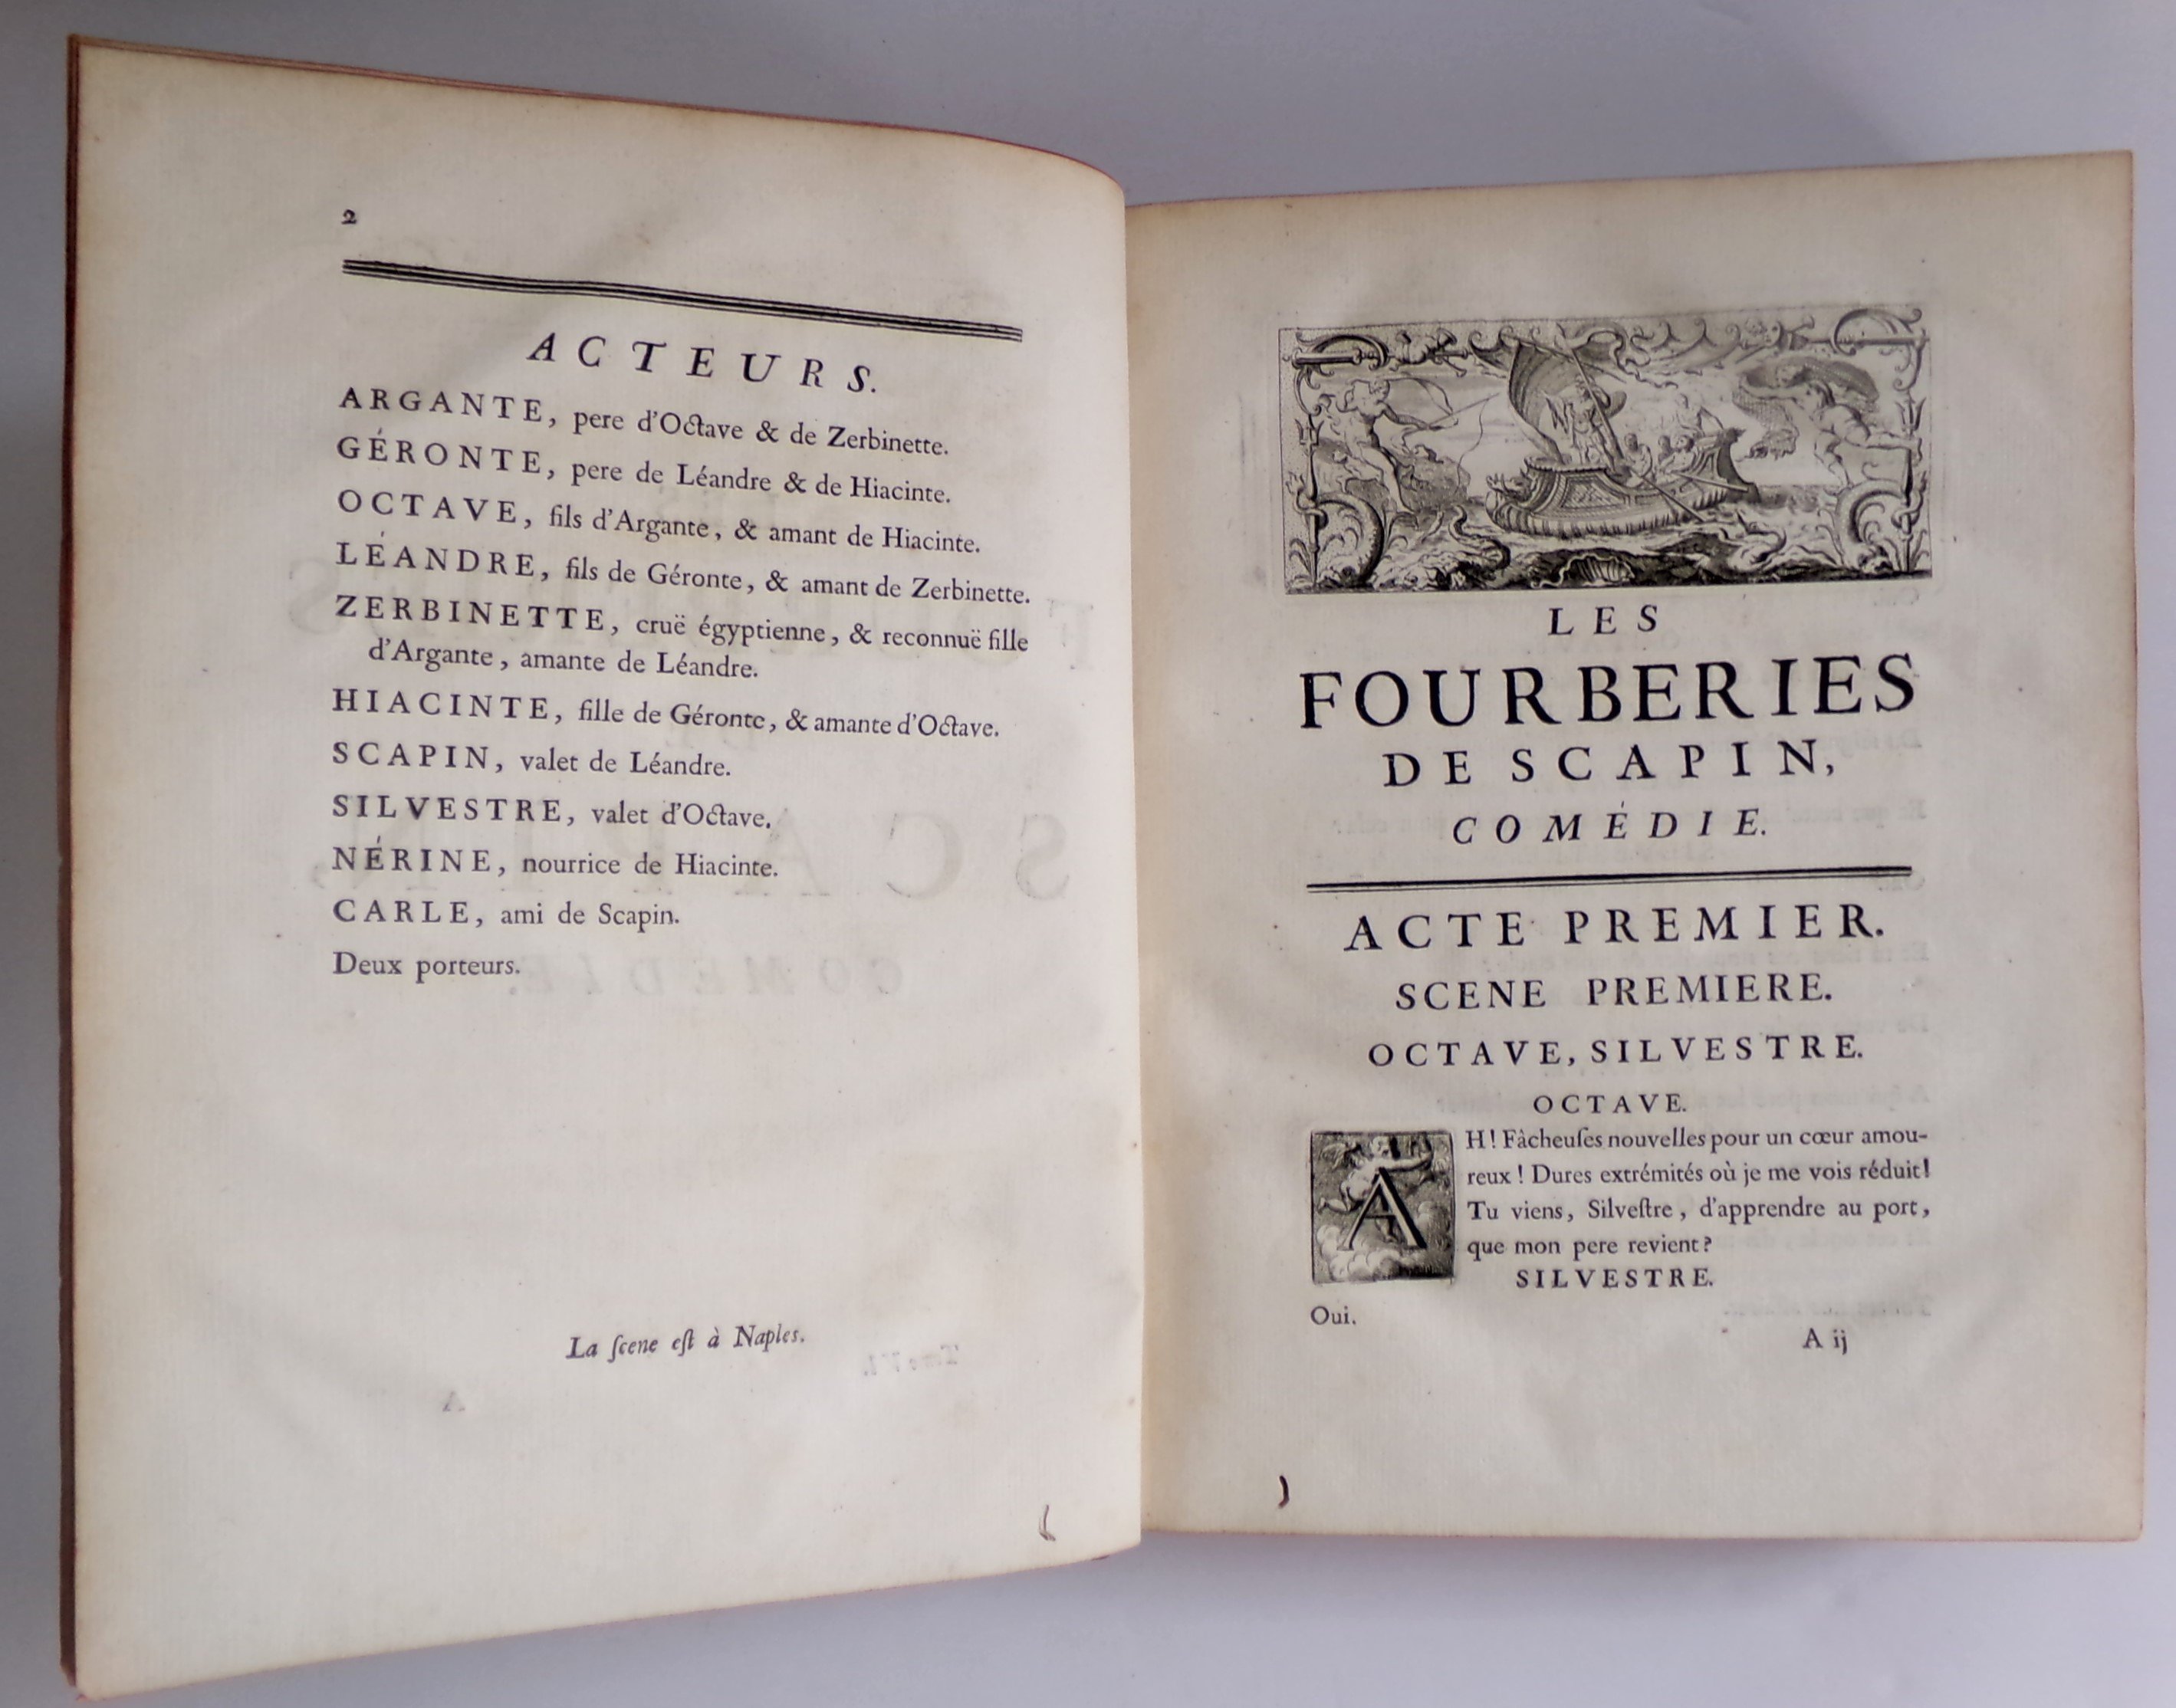 2
ACTEURS.
ARGANTE, pere d'Octave & de Zerbinette.
GÉRONTE, pere de Léandre & de Hiacinte.
OCTAVE, fils d'Argante, & amant de Hiacinte.
LÉANDRE, fils de Géronte, & amant de Zerbinette.
ZERBINETTE, cruë égyptienne, & reconnuë fille
d'Argante, amante de Léandre.
HIACINTE, fille de Géronte, & amante d'Octave.
SCAPIN, valet de Léandre.
SILVESTRE, valet d'Octave.
NÉRINE, nourrice de Hiacinte.
CARLE, ami de Scapin.
Deux porteurs.
La ſcene eſt à Naples.
LES
FOURBERIES
DE SCAPIN,
COMÉDIE.
ACTE PREMIER.
SCENE PREMIERE.
OCTAVE, SILVESTRE.
OCTAVE.
AH! Fâcheuſes nouvelles pour un cœur amou-
reux! Dures extrémités où je me vois réduit!
Tu viens, Silveſtre, d'apprendre au port,
que mon pere revient?
SILVESTRE.
Oui.
A ij